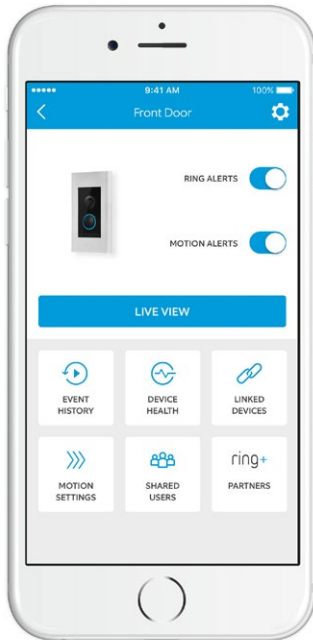 9:41 AM
100%
Front Door
RING ALERTS
MOTION ALERTS
LIVE VIEW
EVENT
HISTORY
DEVICE
HEALTH
LINKED
DEVICES
MOTION
SETTINGS
SHARED
USERS
ring+
PARTNERS